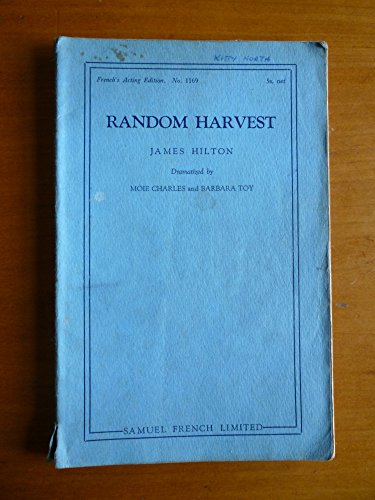 KITTY NORTH
French's Acting Edition. No. 1169 5s. net
RANDOM HARVEST
JAMES HILTON
Dramatized by
MOIE CHARLES and BARBARA TOY
SAMUEL FRENCH LIMITED